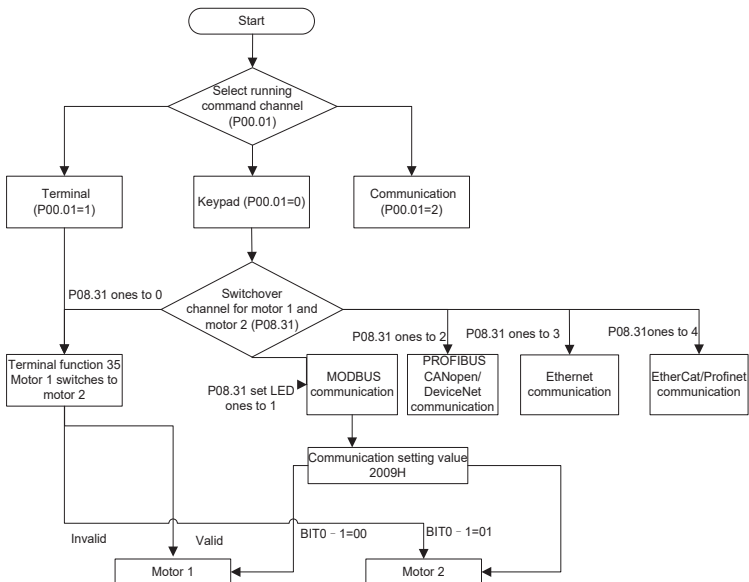 Start
Select running
command channel
(P00.01)
Terminal
(P00.01=1)
Keypad (P00.01=0)
Communication
(P00.01=2)
P08.31 ones to 0
Switchover
channel for motor 1 and
motor 2 (P08.31)
P08.31 ones to 2
P08.31 ones to 3
P08.31ones to 4
Terminal function 35
Motor 1 switches to
motor 2
P08.31 set LED
ones to 1
MODBUS
communication
PROFIBUS
CANopen/
DeviceNet
communication
Ethernet
communication
EtherCat/Profinet
communication
Communication setting value
2009H
Invalid
Valid
BIT0﹣1=00
BIT0﹣1=01
Motor 1
Motor 2